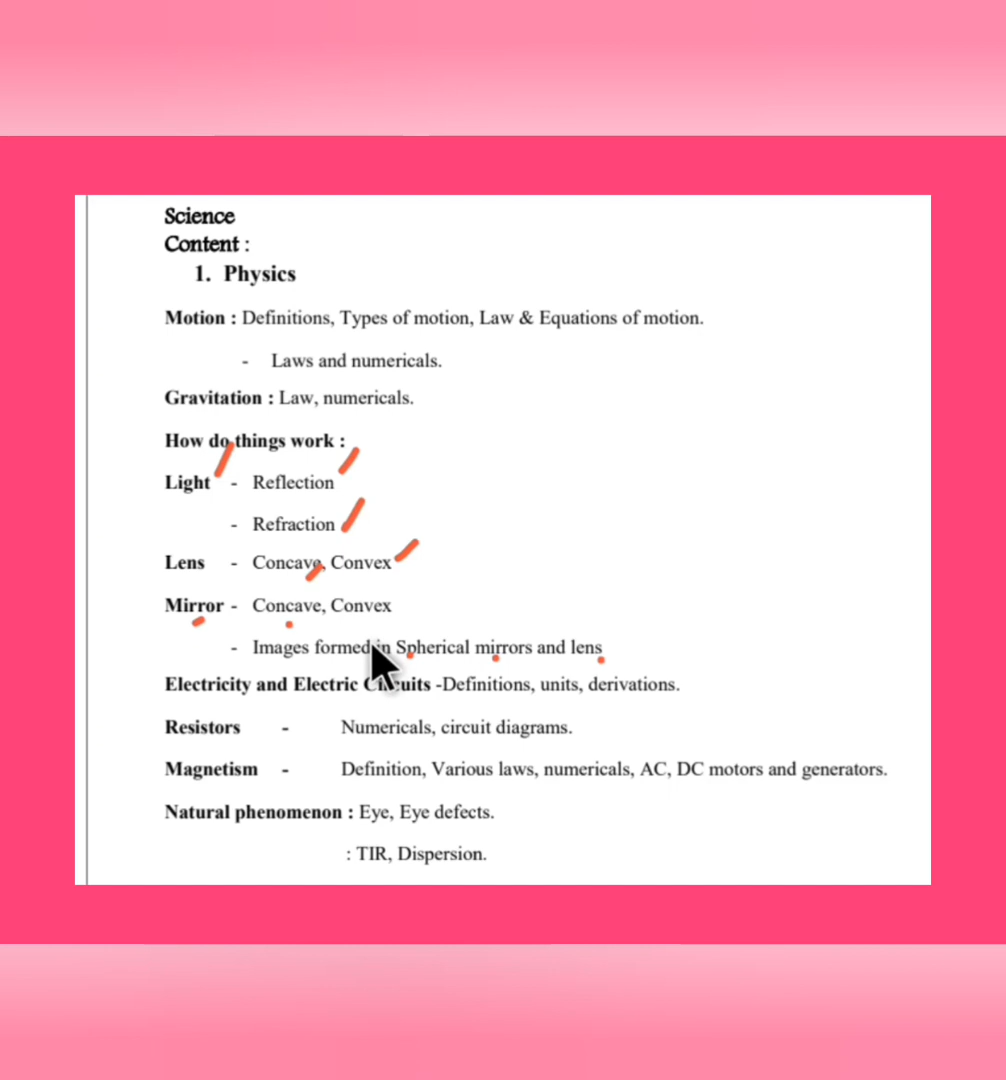 Science
Content :
1. Physics
Motion : Definitions, Types of motion, Law & Equations of motion.
- Laws and numericals.
Gravitation : Law, numericals.
How do things work :
Light - Reflection
- Refraction
Lens - Concave, Convex
Mirror - Concave, Convex
- Images formed in Spherical mirrors and lens
Electricity and Electric Circuits -Definitions, units, derivations.
Resistors - Numericals, circuit diagrams.
Magnetism - Definition, Various laws, numericals, AC, DC motors and generators.
Natural phenomenon : Eye, Eye defects.
: TIR, Dispersion.